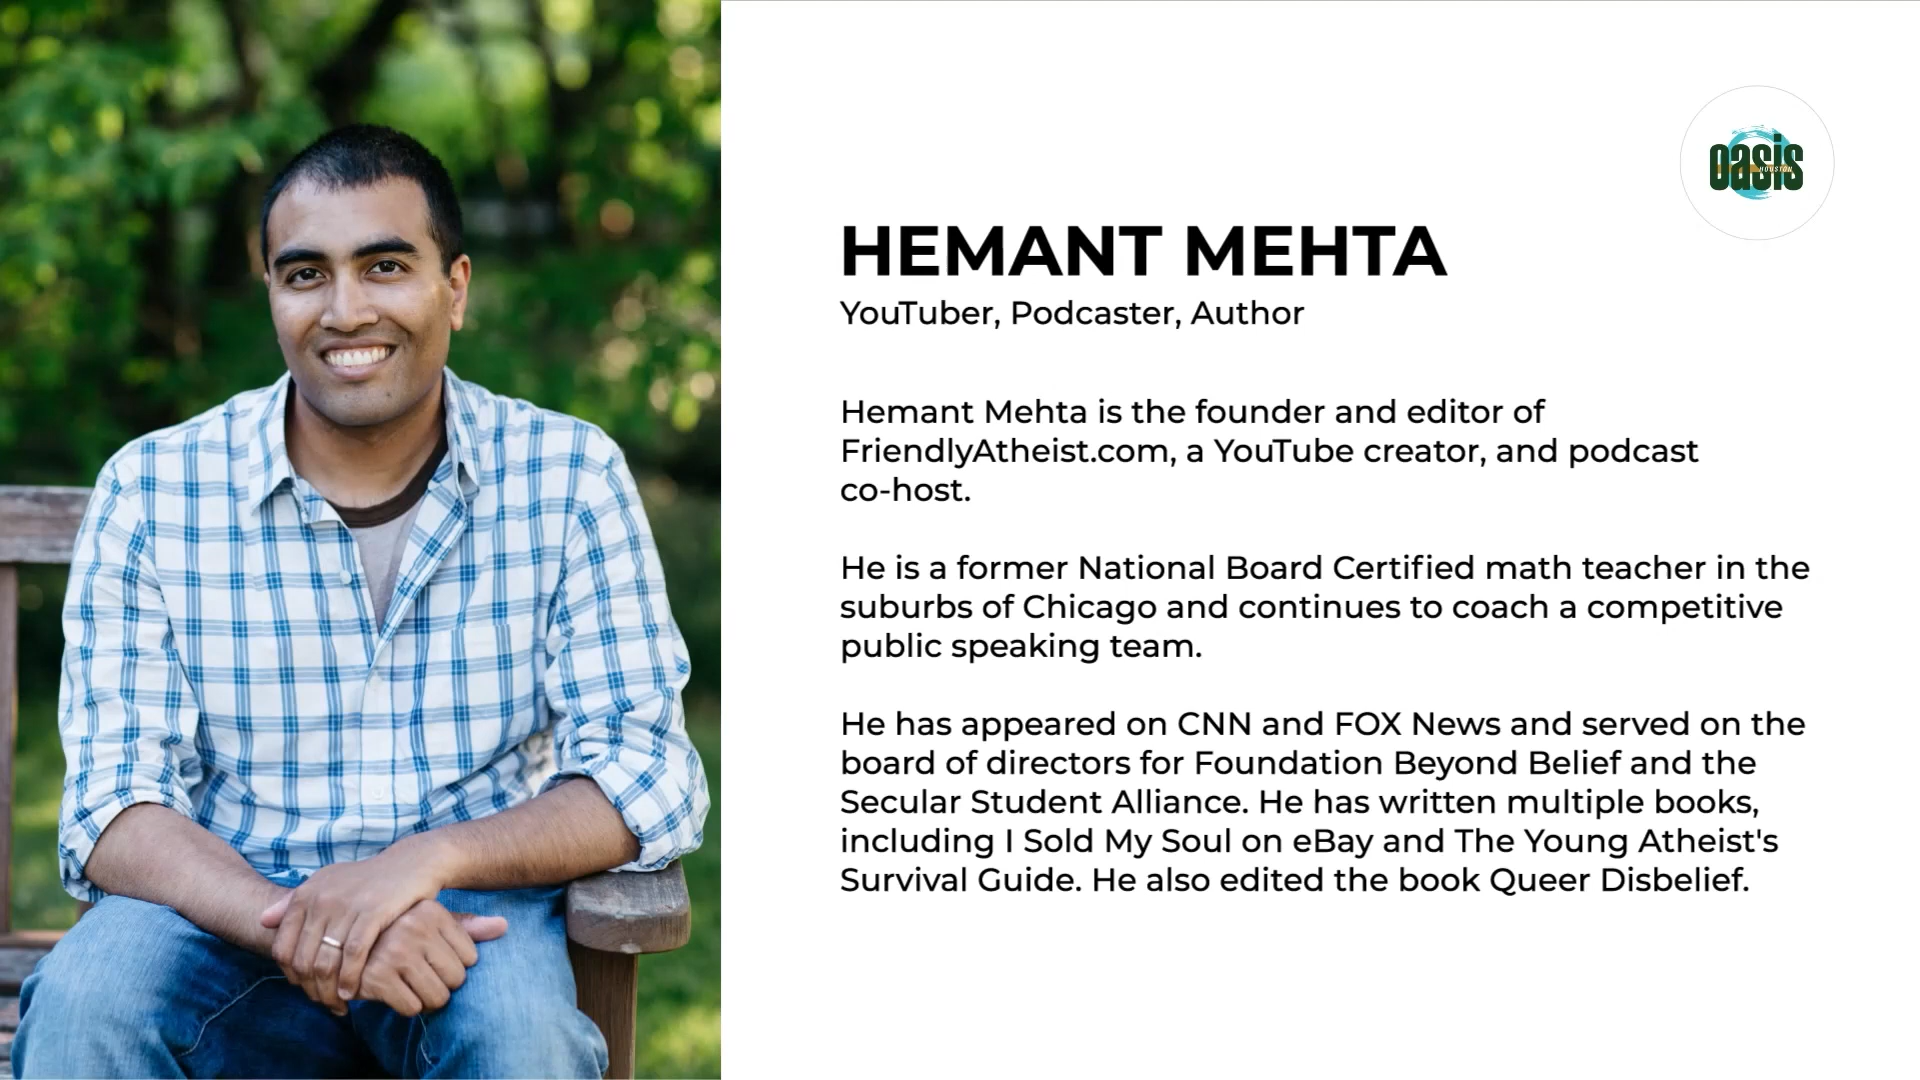 oasis
HOUSTON
HEMANT MEHTA
YouTuber, Podcaster, Author
Hemant Mehta is the founder and editor of
FriendlyAtheist.com, a YouTube creator, and podcast
co-host.
He is a former National Board Certified math teacher in the
suburbs of Chicago and continues to coach a competitive
public speaking team.
He has appeared on CNN and FOX News and served on the
board of directors for Foundation Beyond Belief and the
Secular Student Alliance. He has written multiple books,
including I Sold My Soul on eBay and The Young Atheist's
Survival Guide. He also edited the book Queer Disbelief.